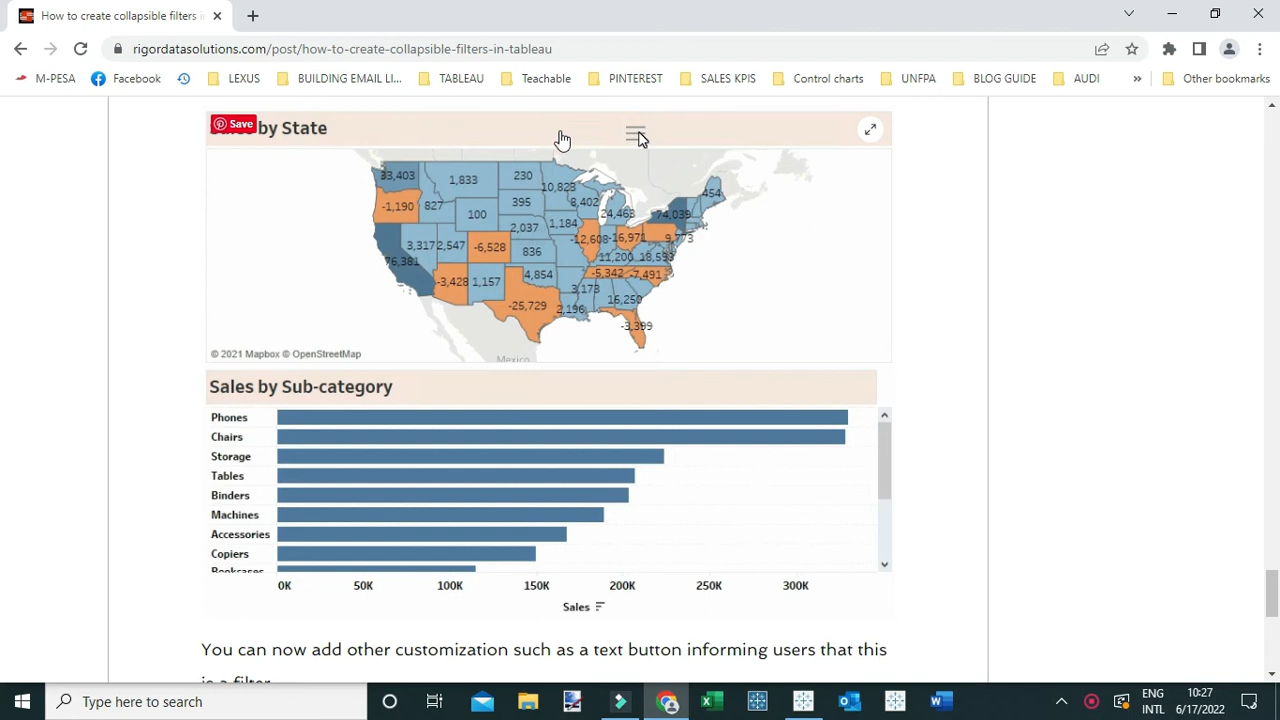 How to create collapsible filters in
rigordatasolutions.com/post/how-to-create-collapsible-filters-in-tableau
M-PESA Facebook LEXUS BUILDING EMAIL LI... TABLEAU Teachable PINTEREST SALES KPIS Control charts UNFPA BLOG GUIDE AUDI » Other bookmarks
Save by State
33,403 1,833 230 10,823 454
-1,190 827 100 395 8,402 24,463 74,039
2,037 1,184 -12,608 -16,971 9,773
76,381 3,317 2,547 -6,528 836 11,200 18,593
-3,428 1,157 4,854 -5,342 -7,491
-25,729 3,173 16,250
2,196 -3,399
Mexico
© 2021 Mapbox © OpenStreetMap
Sales by Sub-category
Phones
Chairs
Storage
Tables
Binders
Machines
Accessories
Copiers
Bookcases
0K 50K 100K 150K 200K 250K 300K
Sales
You can now add other customization such as a text button informing users that this
is a filter
Type here to search
ENG 10:27
INTL 6/17/2022